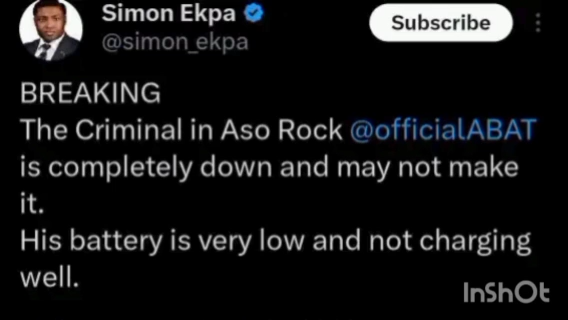 Simon Ekpa
Subscribe
@simon_ekpa
BREAKING
The Criminal in Aso Rock @officialABAT
is completely down and may not make
it.
His battery is very low and not charging
well.
InShOt